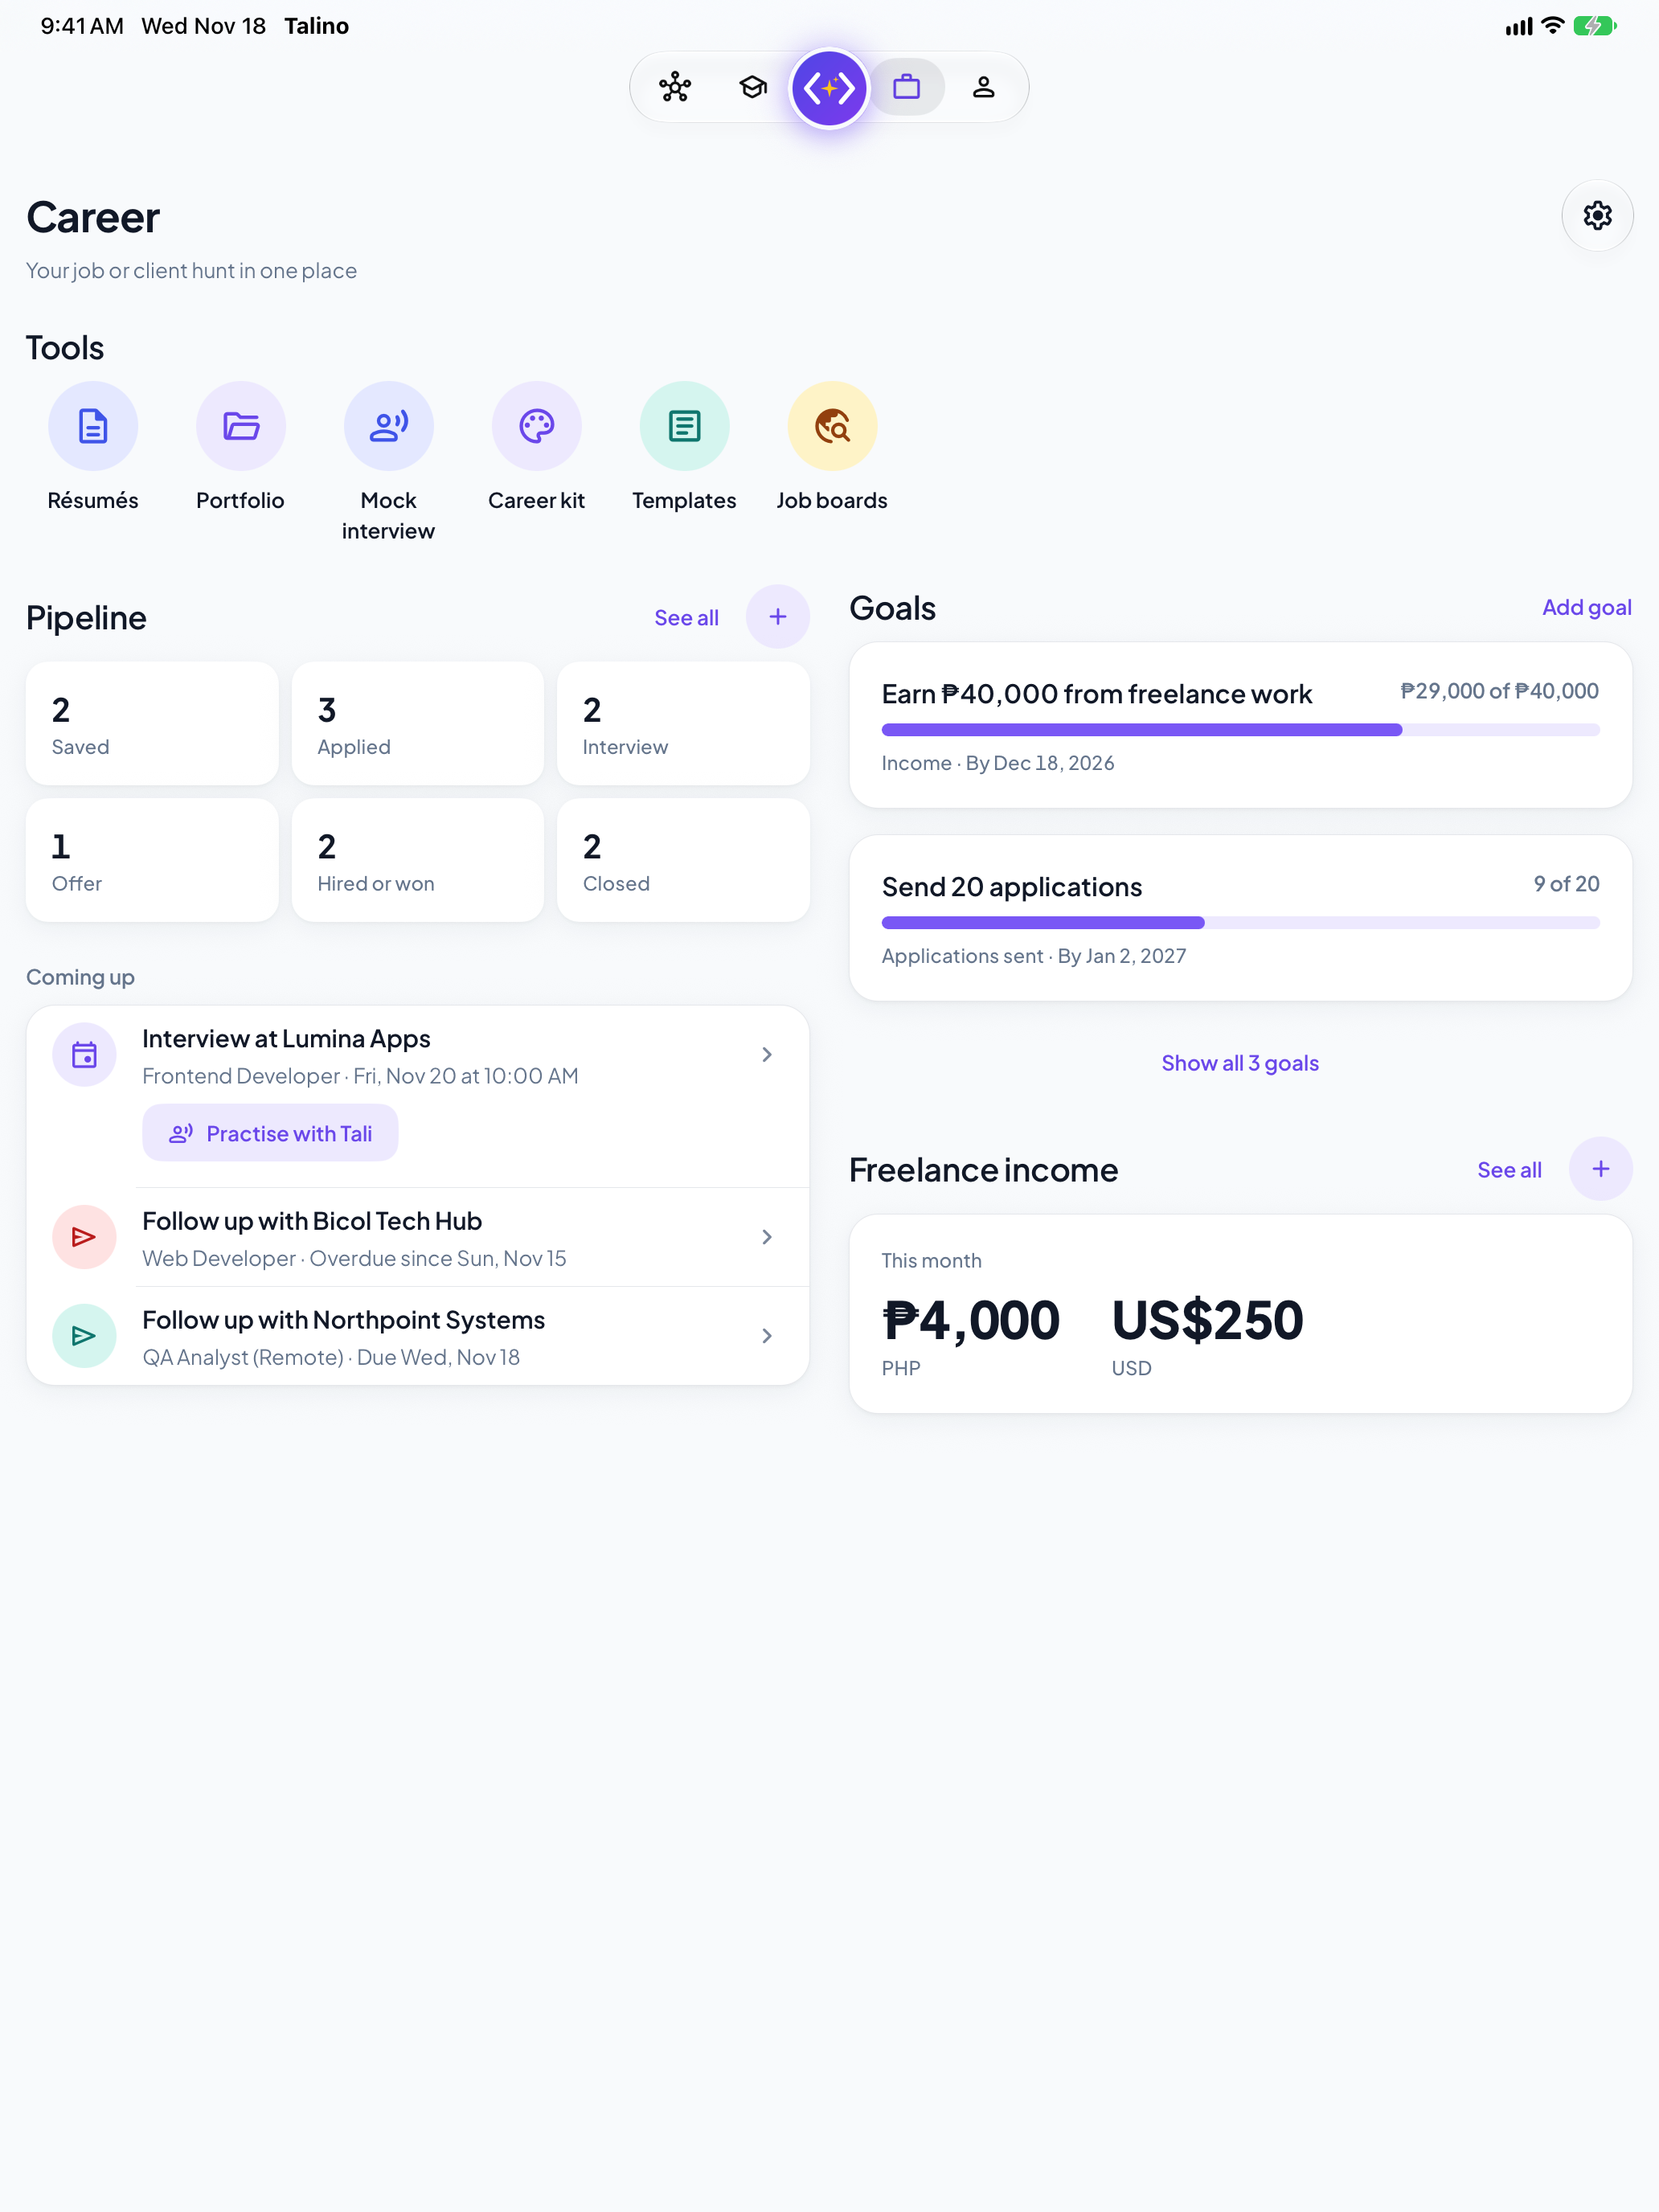 9:41 AM Wed Nov 18 Talino
Career
Your job or client hunt in one place
Tools
Résumés
Portfolio
Mock
interview
Career kit
Templates
Job boards
Pipeline
See all
2
Saved
3
Applied
2
Interview
1
Offer
2
Hired or won
2
Closed
Coming up
Interview at Lumina Apps
Frontend Developer · Fri, Nov 20 at 10:00 AM
Practise with Tali
Follow up with Bicol Tech Hub
Web Developer · Overdue since Sun, Nov 15
Follow up with Northpoint Systems
QA Analyst (Remote) · Due Wed, Nov 18
Goals
Add goal
Earn ₱40,000 from freelance work
₱29,000 of ₱40,000
Income · By Dec 18, 2026
Send 20 applications
9 of 20
Applications sent · By Jan 2, 2027
Show all 3 goals
Freelance income
See all
This month
₱4,000
PHP
US$250
USD